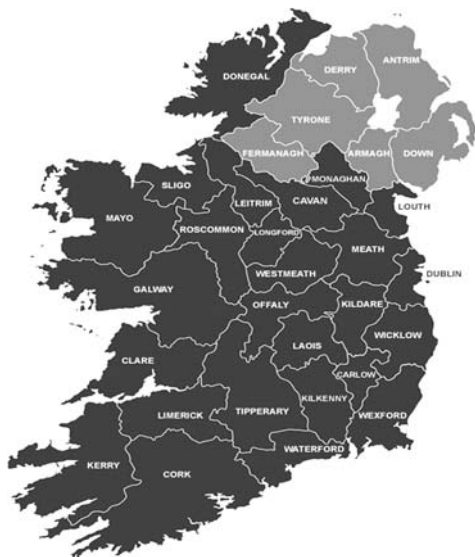 DERRY
ANTRIM
DONEGAL
TYRONE
FERMANAGH
ARMAGH
DOWN
MONAGHAN
SLIGO
LEITRIM
CAVAN
LOUTH
MAYO
ROSCOMMON
LONGFORD
MEATH
WESTMEATH
DUBLIN
GALWAY
OFFALY
KILDARE
WICKLOW
LAOIS
CLARE
CARLOW
KILKENNY
LIMERICK
TIPPERARY
WEXFORD
WATERFORD
KERRY
CORK